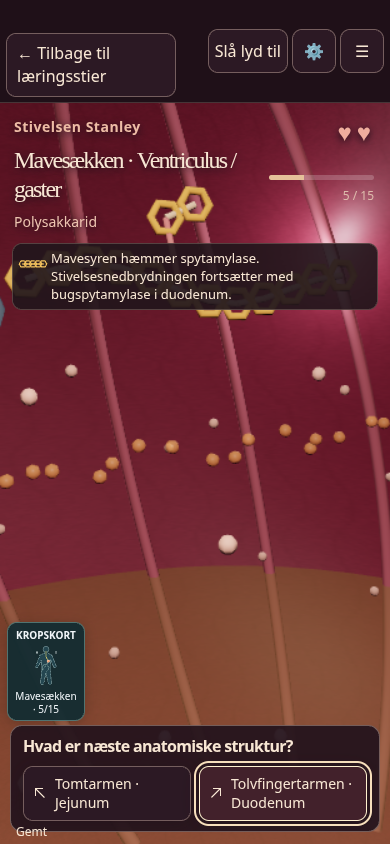 ← Tilbage til
læringsstier
Slå lyd til
Stivelsen Stanley
Mavesækken · Ventriculus /
gaster
5 / 15
Polysakkarid
Mavesyren hæmmer spytamylase.
Stivelsesnedbrydningen fortsætter med
bugspytamylase i duodenum.
KROPSKORT
Mavesækken
· 5/15
Hvad er næste anatomiske struktur?
Tomtarmen ·
Jejunum
Tolvfingertarmen ·
Duodenum
Gemt